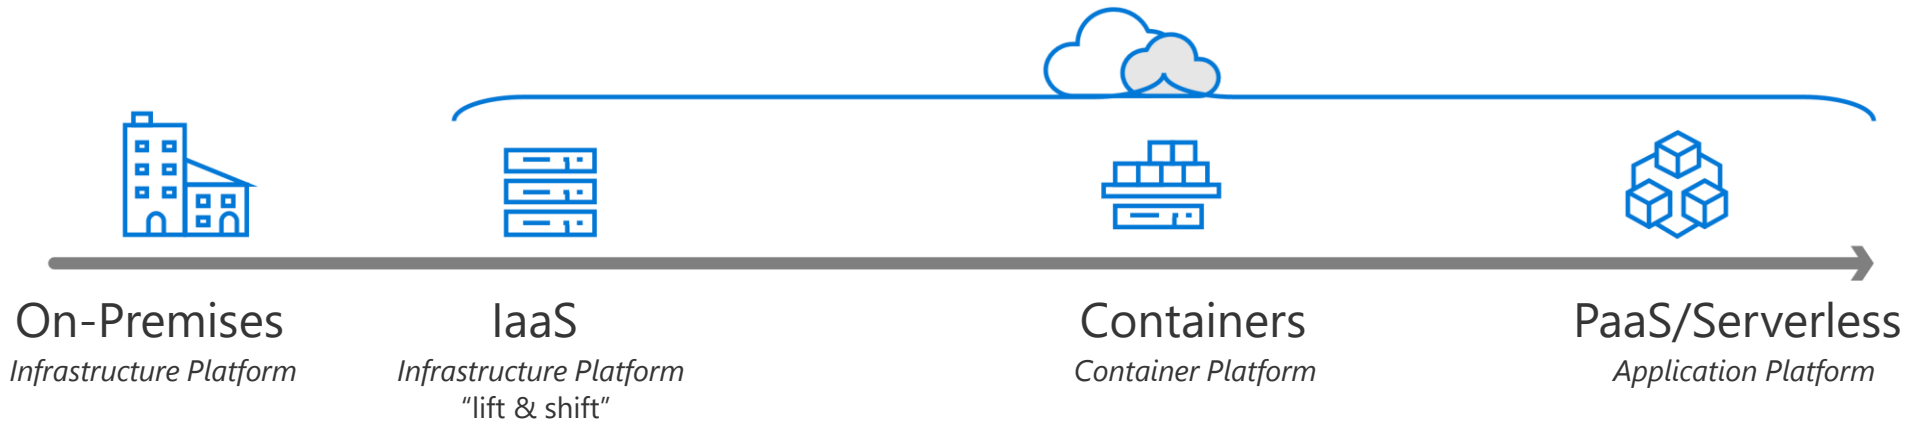 On-Premises
Infrastructure Platform
IaaS
Infrastructure Platform
“lift & shift”
Containers
Container Platform
PaaS/Serverless
Application Platform